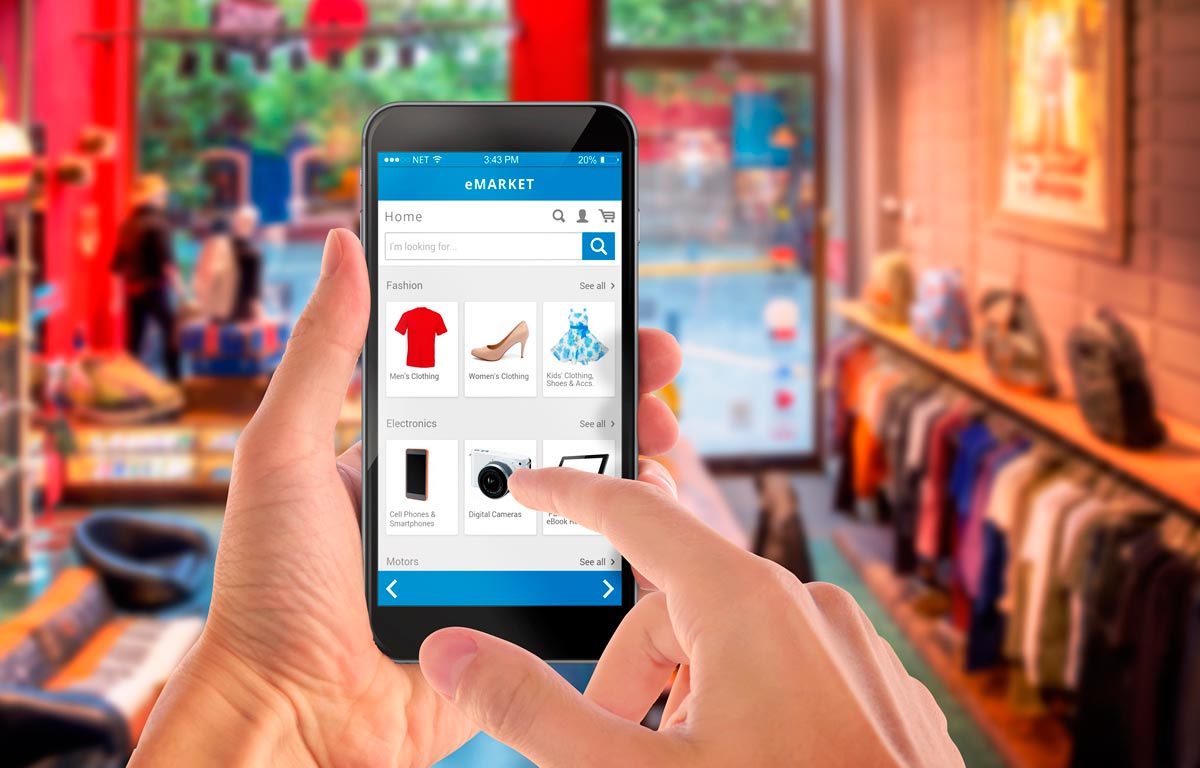 NET 3:43 PM 20%
eMARKET
Home
I'm looking for...
Fashion See all
Men's Clothing
Women's Clothing
Kids' Clothing,
Shoes & Accs.
Electronics See all
Cell Phones &
Smartphones
Digital Cameras
eBook
Motors See all